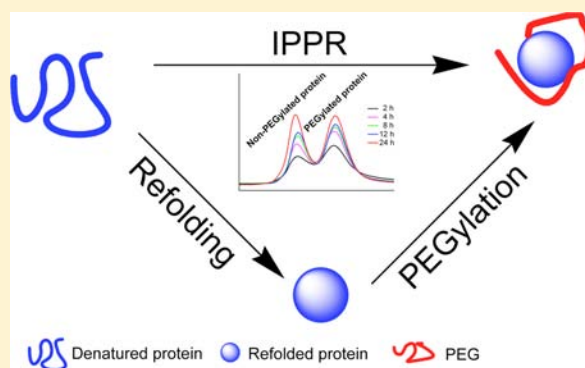 IPPR
Non-PEGylated protein
PEGylated protein
2 h
4 h
8 h
12 h
24 h
Refolding
PEGylation
Denatured protein
Refolded protein
PEG